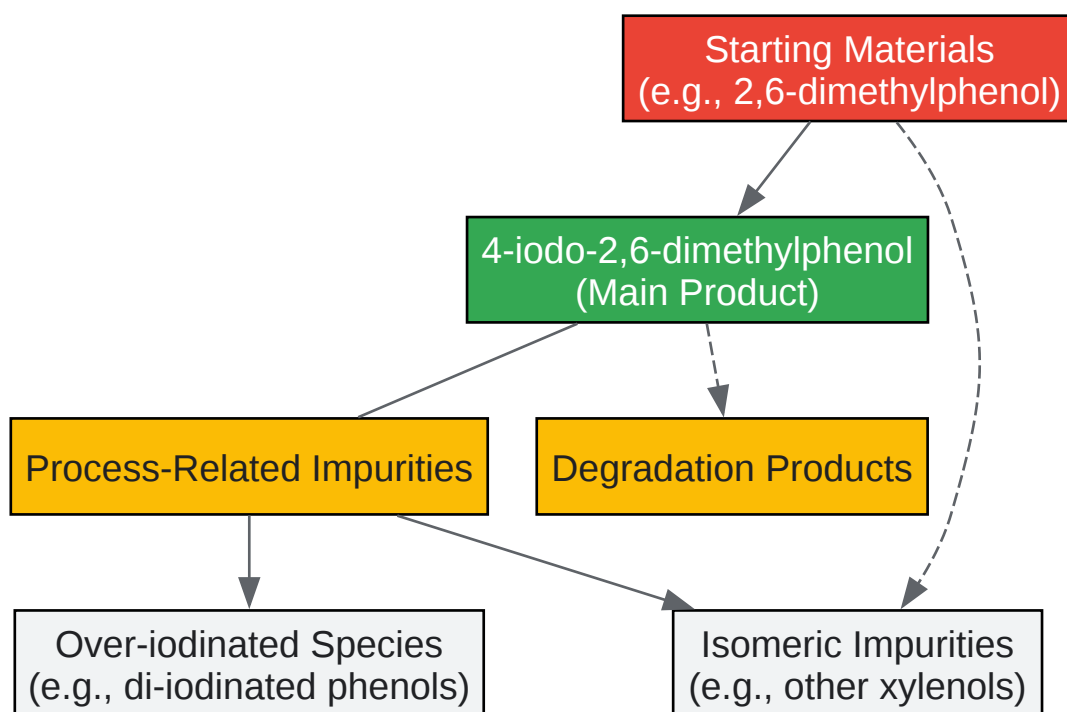 Starting Materials
(e.g., 2,6-dimethylphenol)
4-iodo-2,6-dimethylphenol
(Main Product)
Process-Related Impurities
Degradation Products
Over-iodinated Species
(e.g., di-iodinated phenols)
Isomeric Impurities
(e.g., other xylenols)